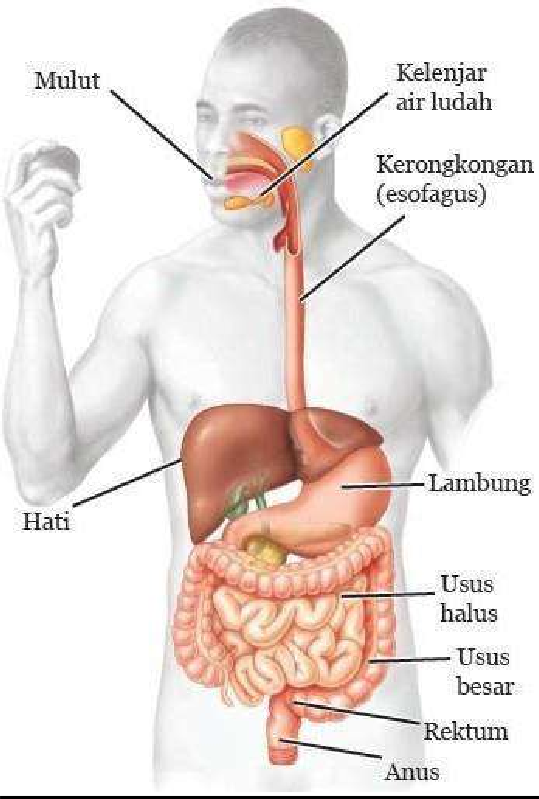 Mulut
Kelenjar
air ludah
Kerongkongan
(esofagus)
Lambung
Hati
Usus
halus
Usus
besar
Rektum
Anus